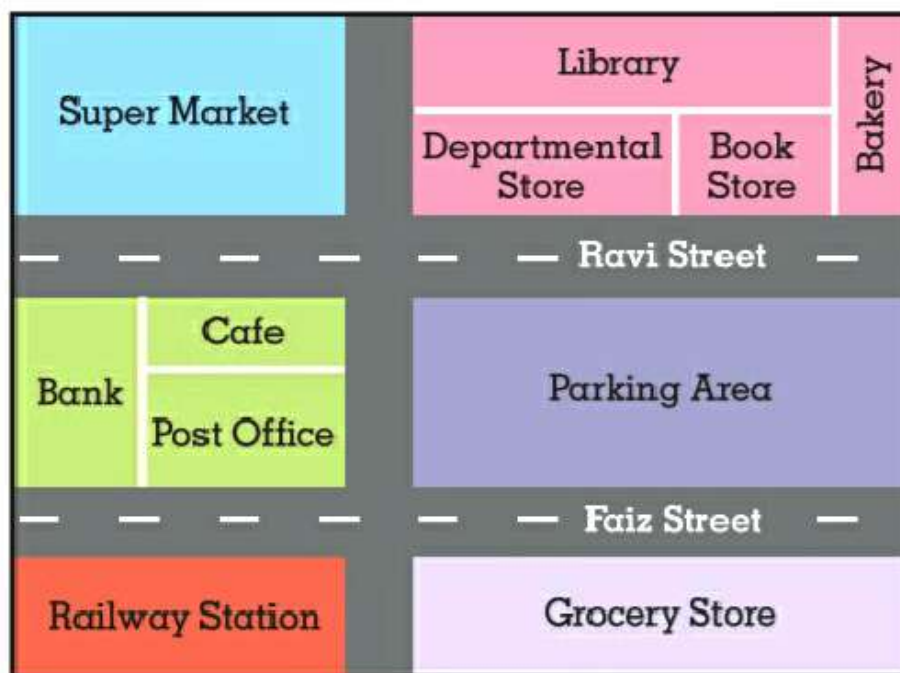 Super Market
Library
Departmental
Store
Book
Store
Bakery
Ravi Street
Bank
Cafe
Post Office
Parking Area
Faiz Street
Railway Station
Grocery Store